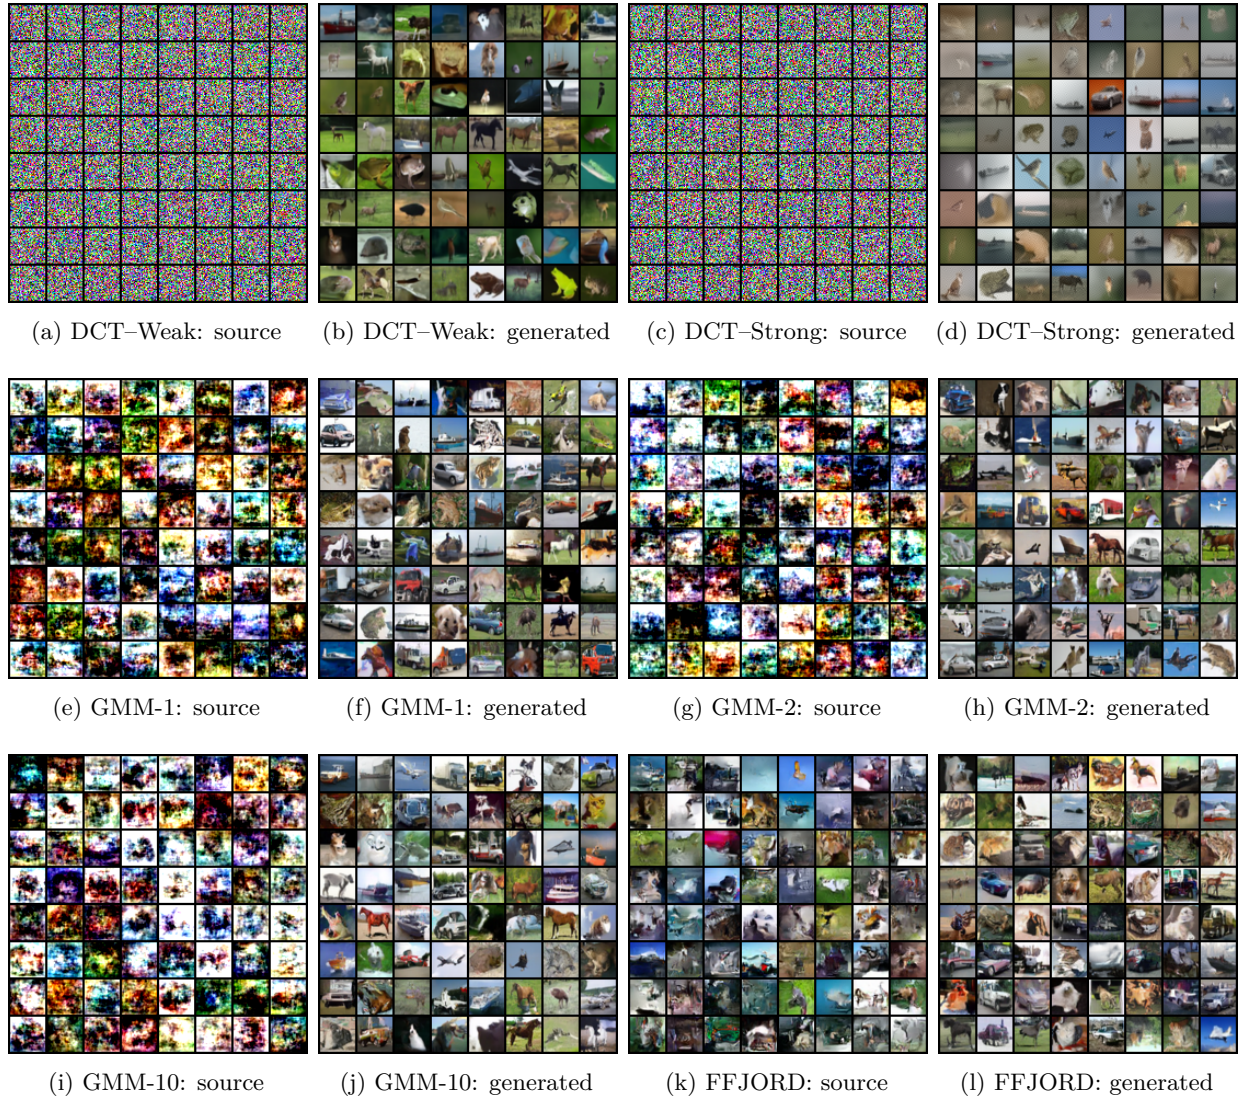 (a) DCT–Weak: source
(b) DCT–Weak: generated
(c) DCT–Strong: source
(d) DCT–Strong: generated
(e) GMM-1: source
(f) GMM-1: generated
(g) GMM-2: source
(h) GMM-2: generated
(i) GMM-10: source
(j) GMM-10: generated
(k) FFJORD: source
(l) FFJORD: generated